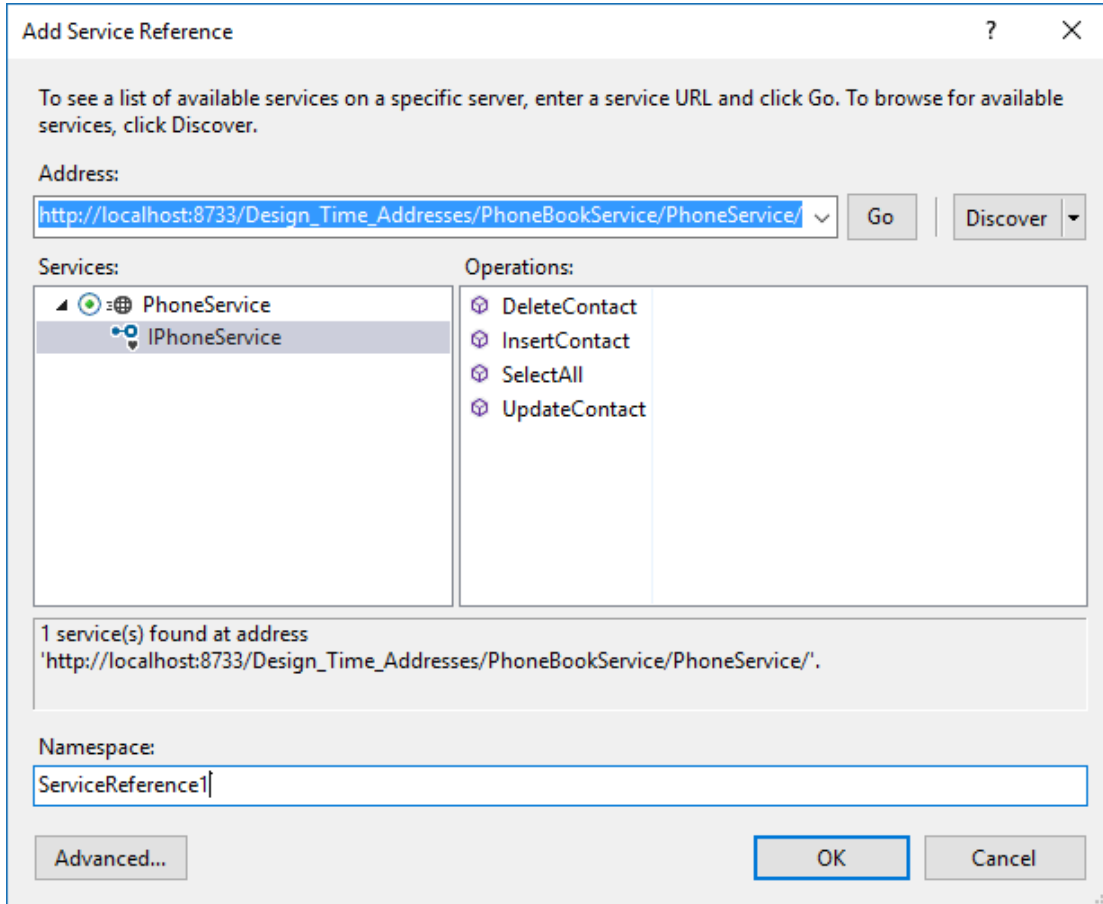 Add Service Reference
?
To see a list of available services on a specific server, enter a service URL and click Go. To browse for available
services, click Discover.
Address:
http://localhost:8733/Design_Time_Addresses/PhoneBookService/PhoneService/
Go
Discover
Services:
Operations:
PhoneService
IPhoneService
DeleteContact
InsertContact
SelectAll
UpdateContact
1 service(s) found at address
'http://localhost:8733/Design_Time_Addresses/PhoneBookService/PhoneService/'.
Namespace:
ServiceReference1
Advanced...
OK
Cancel